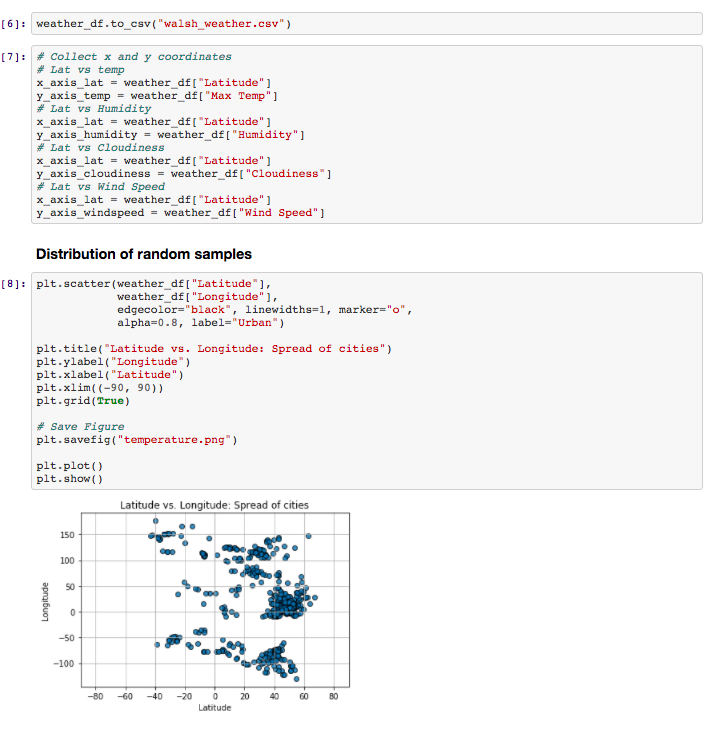 [6]: weather_df.to_csv("walsh_weather.csv")
[7]: # Collect x and y coordinates
# Lat vs temp
x_axis_lat = weather_df["Latitude"]
y_axis_temp = weather_df["Max Temp"]
# Lat vs Humidity
x_axis_lat = weather_df["Latitude"]
y_axis_humidity = weather_df["Humidity"]
# Lat vs Cloudiness
x_axis_lat = weather_df["Latitude"]
y_axis_cloudiness = weather_df["Cloudiness"]
# Lat vs Wind Speed
x_axis_lat = weather_df["Latitude"]
y_axis_windspeed = weather_df["Wind Speed"]
Distribution of random samples
[8]: plt.scatter(weather_df["Latitude"],
weather_df["Longitude"],
edgecolor="black", linewidths=1, marker="o",
alpha=0.8, label="Urban")
plt.title("Latitude vs. Longitude: Spread of cities")
plt.ylabel("Longitude")
plt.xlabel("Latitude")
plt.xlim((-90, 90))
plt.grid(True)
# Save Figure
plt.savefig("temperature.png")
plt.plot()
plt.show()
Latitude vs. Longitude: Spread of cities
Longitude
150
100
50
0
−50
−100
−80 −60 −40 −20 0 20 40 60 80
Latitude